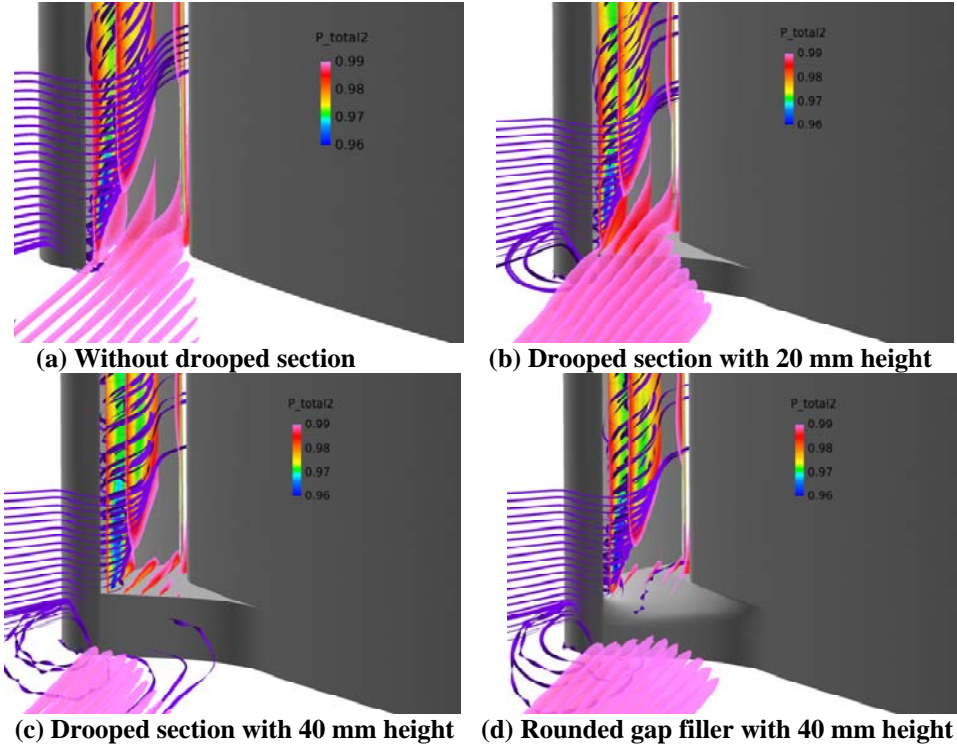 P_total2
0.99
0.98
0.97
0.96
P_total2
0.99
0.98
0.97
0.96
(a) Without drooped section
(b) Drooped section with 20 mm height
P_total2
0.99
0.98
0.97
0.96
P_total2
0.99
0.98
0.97
0.96
(c) Drooped section with 40 mm height
(d) Rounded gap filler with 40 mm height